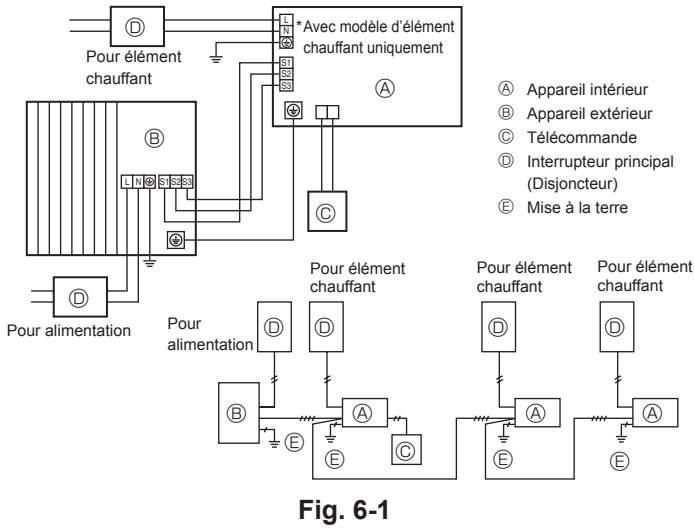 Ⓓ
Pour élément
chauffant
L
N
*Avec modèle d'élément
chauffant uniquement
S1
S2
S3
Ⓐ
Ⓑ
L N S1 S2 S3
Ⓒ
Ⓓ
Pour alimentation
Ⓐ Appareil intérieur
Ⓑ Appareil extérieur
Ⓒ Télécommande
Ⓓ Interrupteur principal
(Disjoncteur)
Ⓔ Mise à la terre
Pour
alimentation
Ⓓ
Pour élément
chauffant
Ⓓ
Pour élément
chauffant
Ⓓ
Pour élément
chauffant
Ⓓ
Ⓑ
Ⓔ
Ⓐ
Ⓔ
Ⓒ
Ⓐ
Ⓔ
Ⓐ
Ⓔ
Fig. 6-1